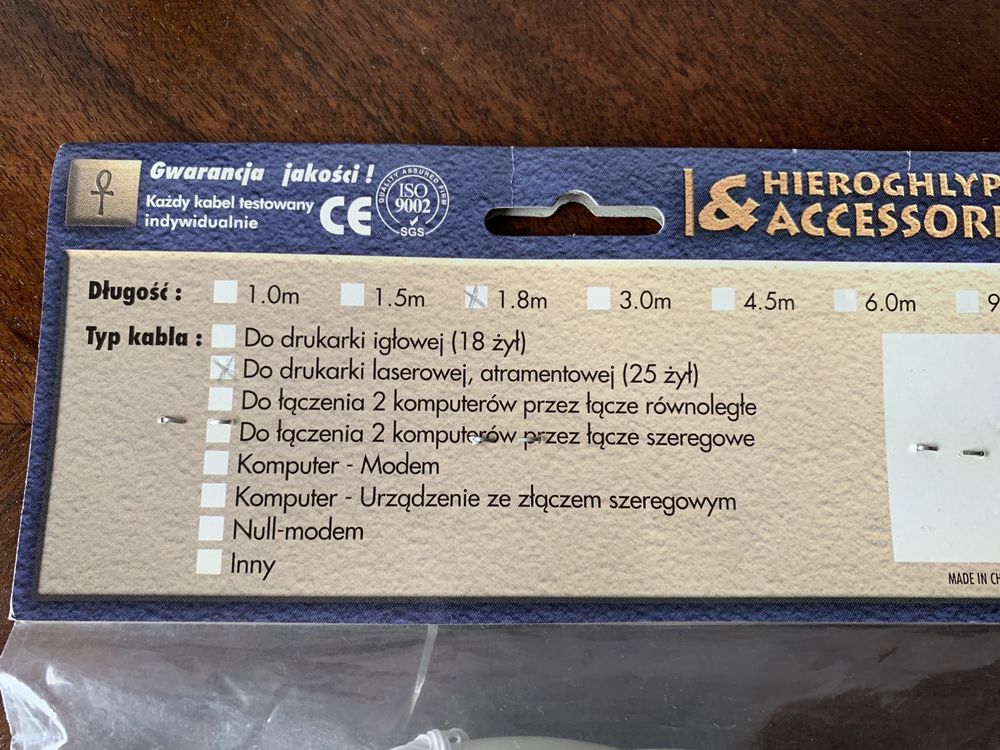 Gwarancja jakości !
Każdy kabel testowany
indywidualnie
CE
QUALITY ASSURED FIRM
ISO
9002
SGS
& HIEROGHLYP
ACCESSORI
Długość : 1.0m 1.5m 1.8m 3.0m 4.5m 6.0m 9
Typ kabla : Do drukarki igłowej (18 żył)
Do drukarki laserowej, atramentowej (25 żył)
Do łączenia 2 komputerów przez łącze równoległe
Do łączenia 2 komputerów przez łącze szeregowe
Komputer - Modem
Komputer - Urządzenie ze złączem szeregowym
Null-modem
Inny
MADE IN CH